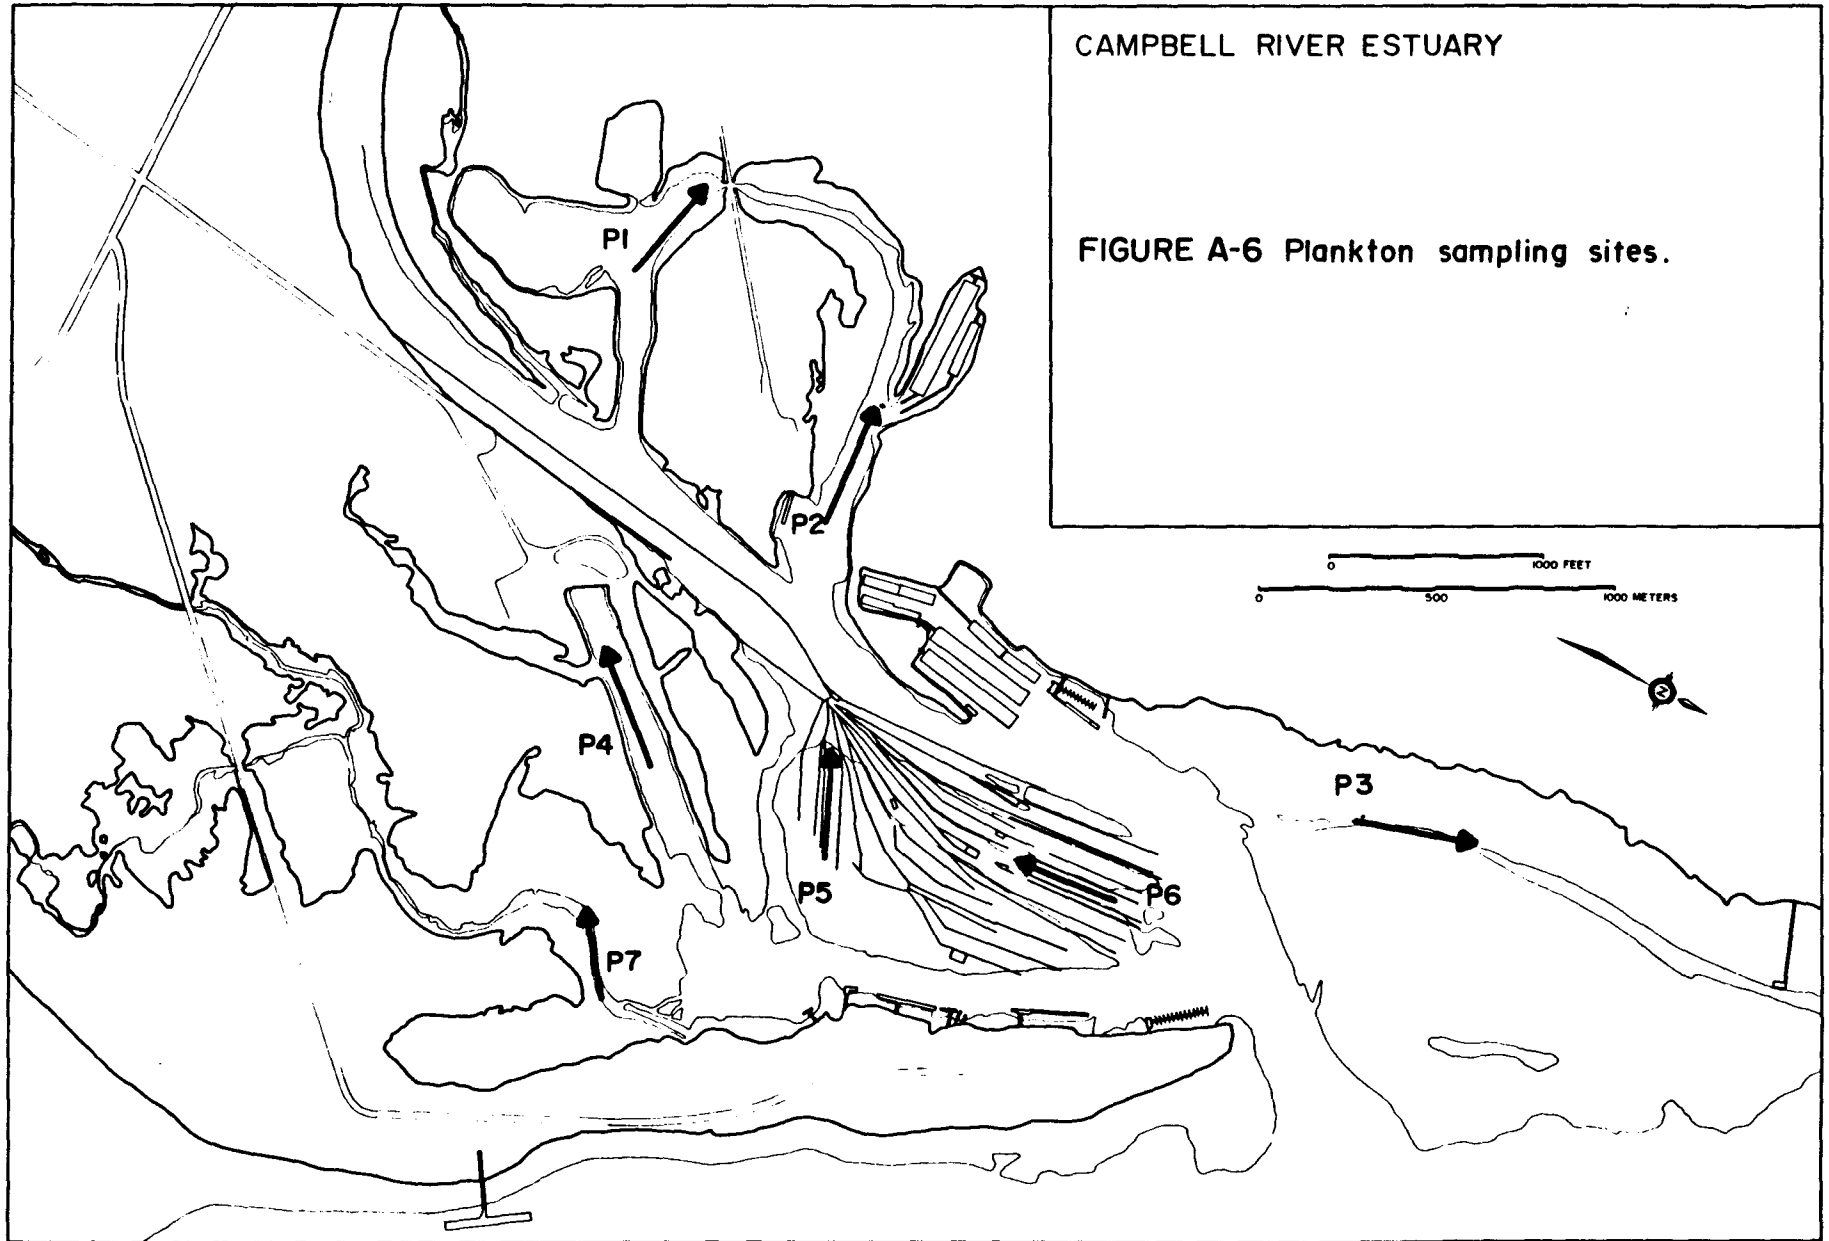 CAMPBELL RIVER ESTUARY
FIGURE A-6 Plankton sampling sites.
P1
P2
0 1000 FEET
0 500 1000 METERS
N
P4
P3
P5
P6
P7